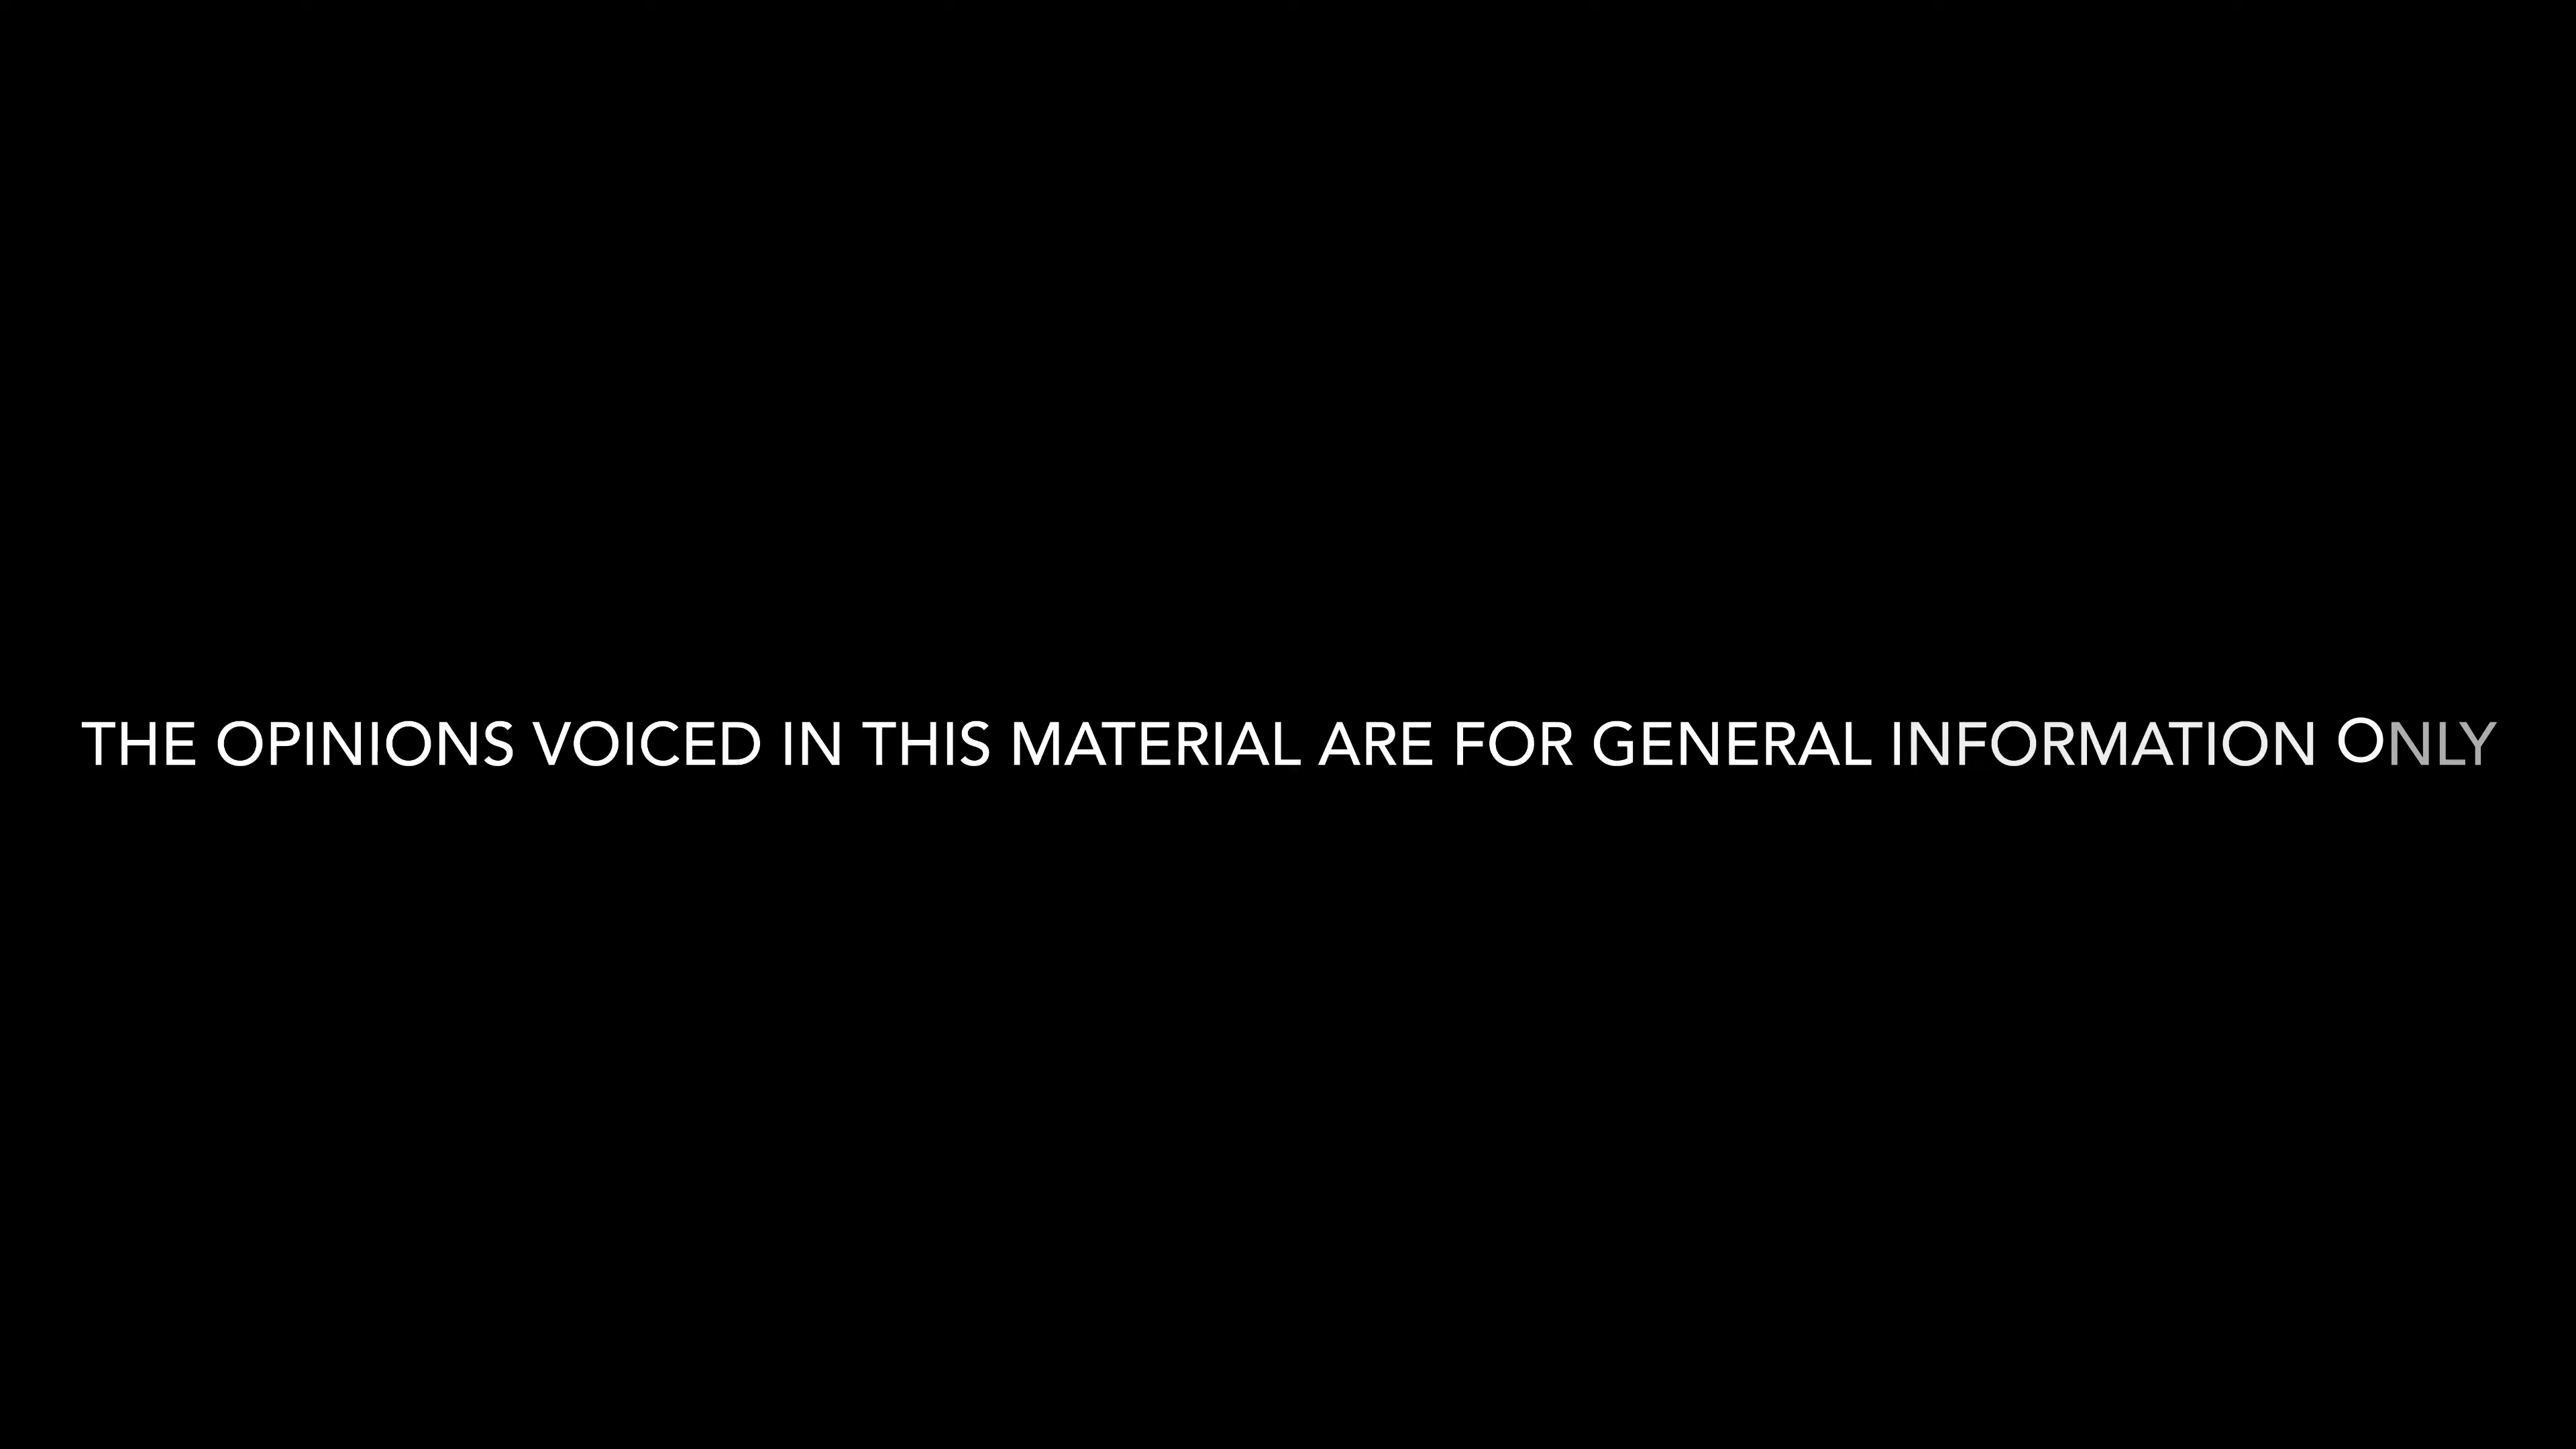 THE OPINIONS VOICED IN THIS MATERIAL ARE FOR GENERAL INFORMATION ONLY